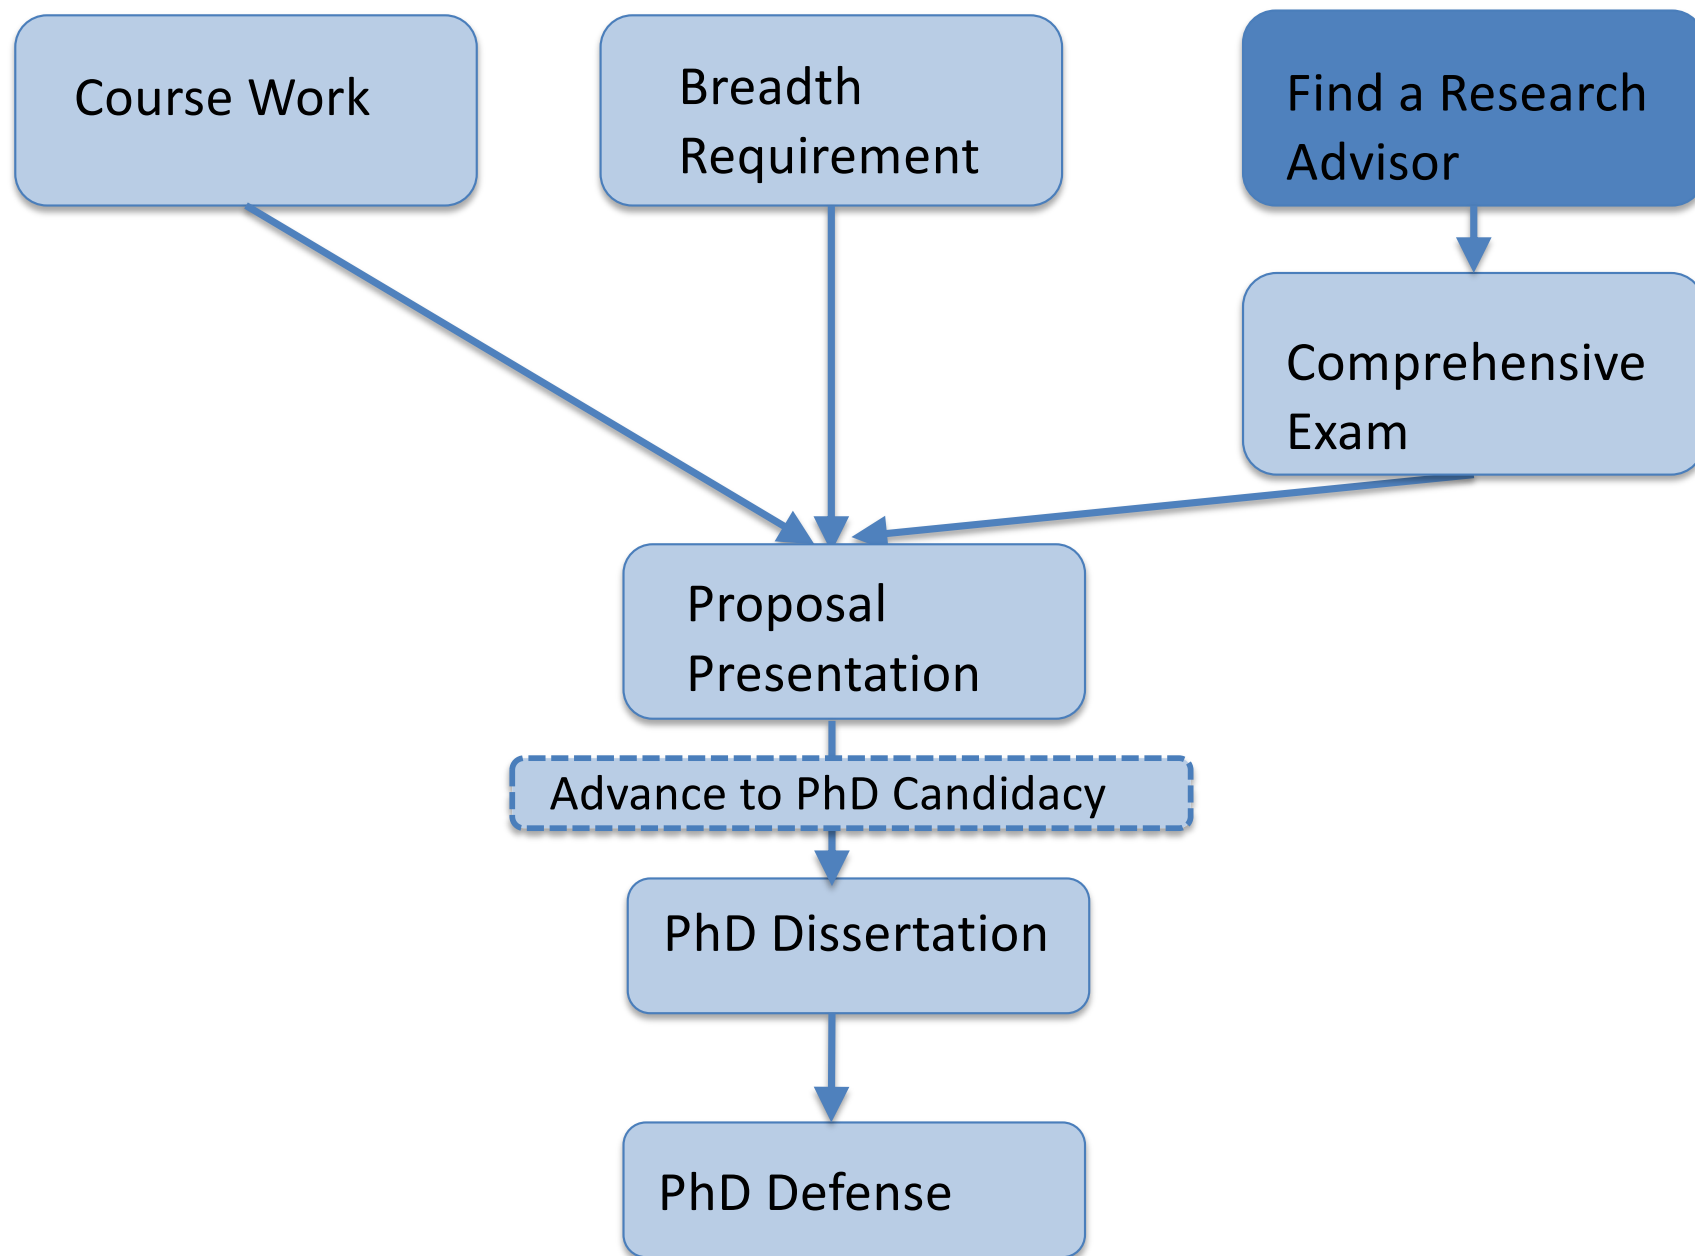 Course Work
Breadth
Requirement
Find a Research
Advisor
Comprehensive
Exam
Proposal
Presentation
Advance to PhD Candidacy
PhD Dissertation
PhD Defense